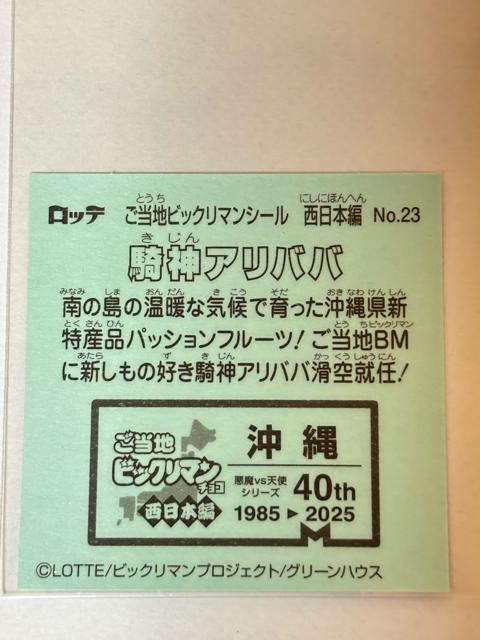 ロッテ ご当地ビックリマンシール 西日本編 No.23
騎神アリババ
南の島の温暖な気候で育った沖縄県新
特産品パッションフルーツ!ご当地BM
に新しもの好き騎神アリババ滑空就任!
ご当地
ビックリマン
チョコ
西日本編
沖縄
悪魔vs天使
シリーズ 40th
1985 ▶ 2025
©LOTTE/ビックリマンプロジェクト/グリーンハウス